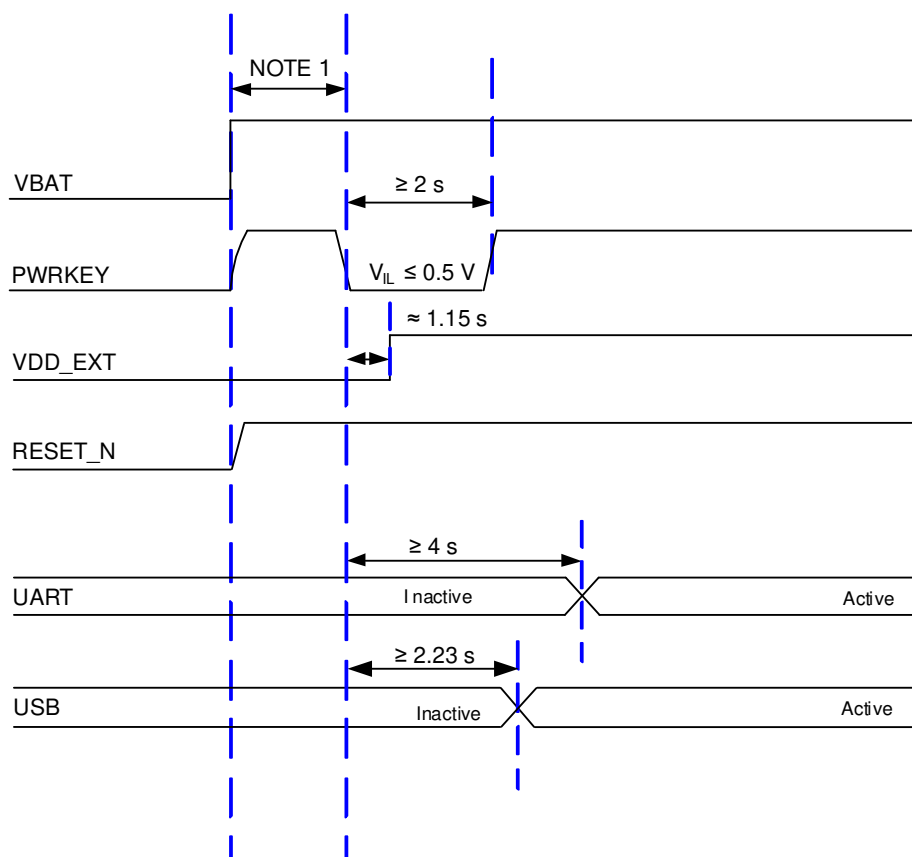 NOTE 1
VBAT
≥ 2 s
PWRKEY
VIL ≤ 0.5 V
≈ 1.15 s
VDD_EXT
RESET_N
≥ 4 s
UART
Inactive
Active
≥ 2.23 s
USB
Inactive
Active